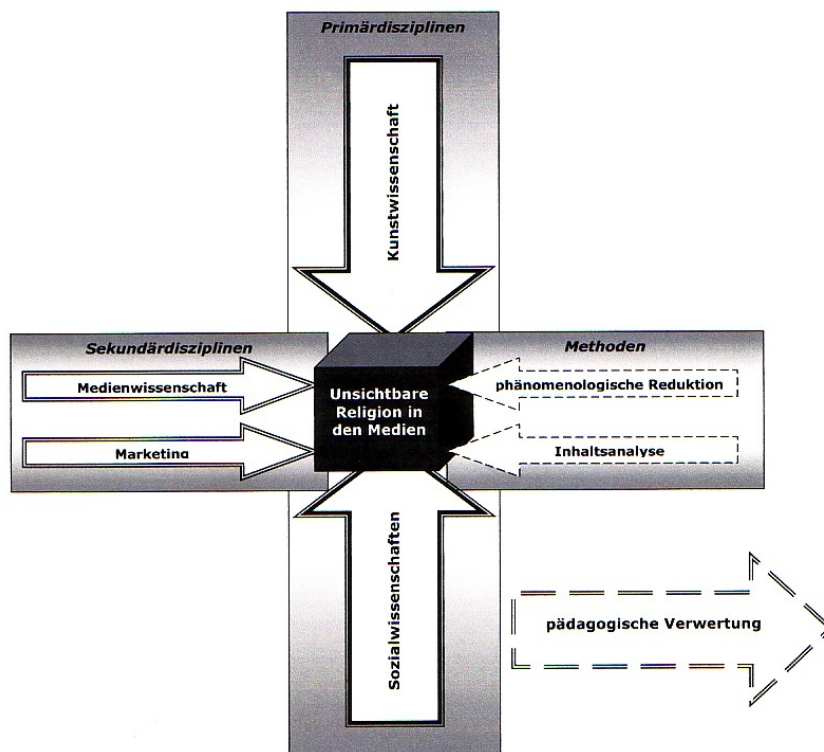 Primärdisziplinen
Kunstwissenschaft
Sekundärdisziplinen
Medienwissenschaft
Marketing
Unsichtbare
Religion in
den Medien
Methoden
phänomenologische Reduktion
Inhaltsanalyse
Sozialwissenschaften
pädagogische Verwertung